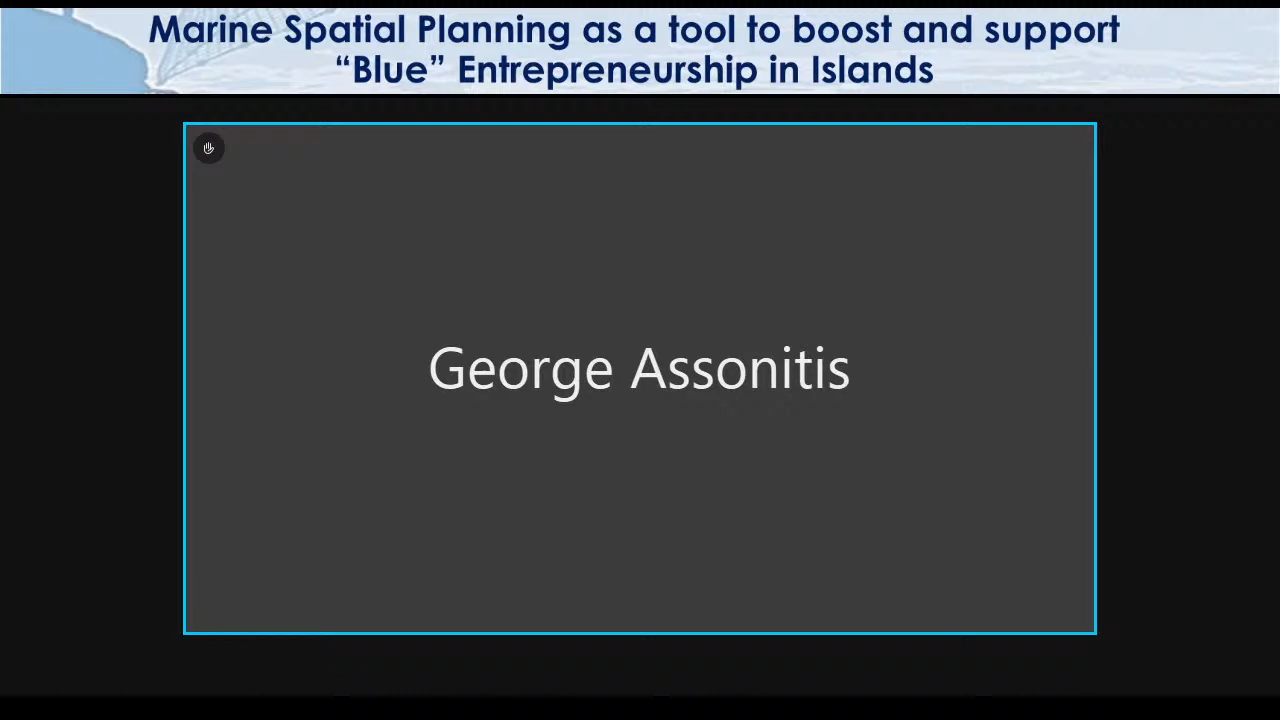 Marine Spatial Planning as a tool to boost and support
“Blue” Entrepreneurship in Islands
George Assonitis